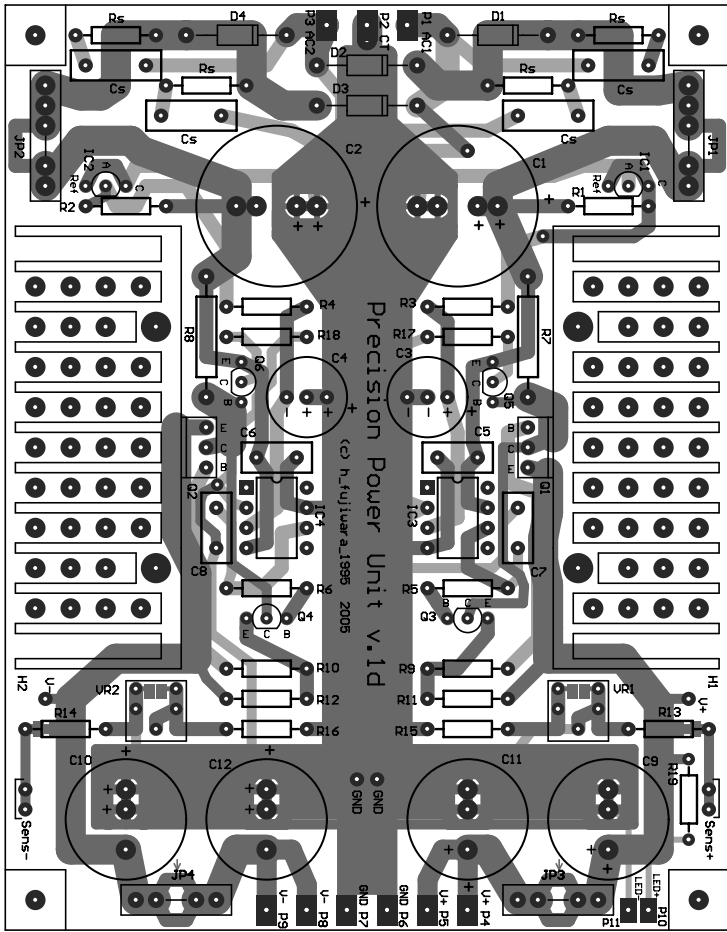 P3 AC2
P2 CT
P1 AC1
Rs
D4
D1
Rs
D2
Cs
Rs
Rs
Cs
D3
Cs
Cs
JP2
JP1
C2
C1
IC2
IC1
Ref
A
C
Ref
A
C
R2
R1
+
+
+ +
+ +
R8
R4
R3
R7
R18
R17
Q6
C4
C3
Q5
E
C
B
E
C
B
- + +
- - +
+
+
Precision Power Unit v.1d
(c) h_fujiwara_1995 2005
E
C
B
B
C
E
C6
C5
Q2
Q1
IC4
IC3
C8
C7
R6
R5
Q4
Q3
E C B
B C E
R10
R9
H2
H1
V-
V+
VR2
VR1
R12
R11
R14
R13
R16
R15
C10
C12
C11
C9
R19
GND
GND
Sens-
Sens+
JP4
JP3
LED-
LED+
V- P9
V- P8
GND P7
GND P6
V+ P5
V+ P4
P11
P10